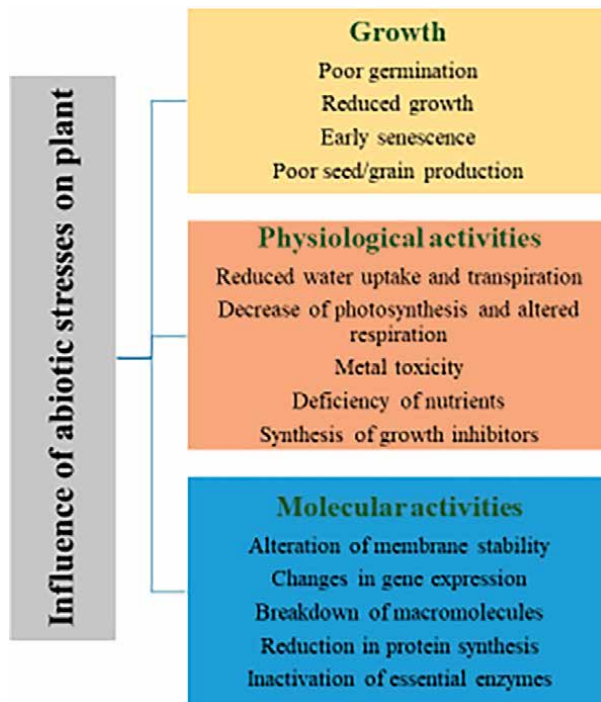 Influence of abiotic stresses on plant
Growth
Poor germination
Reduced growth
Early senescence
Poor seed/grain production
Physiological activities
Reduced water uptake and transpiration
Decrease of photosynthesis and altered
respiration
Metal toxicity
Deficiency of nutrients
Synthesis of growth inhibitors
Molecular activities
Alteration of membrane stability
Changes in gene expression
Breakdown of macromolecules
Reduction in protein synthesis
Inactivation of essential enzymes